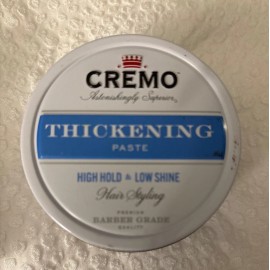 CREMO
Astonishingly Superior
THICKENING
PASTE
HIGH HOLD & LOW SHINE
Hair Styling
PREMIUM
BARBER GRADE
QUALITY